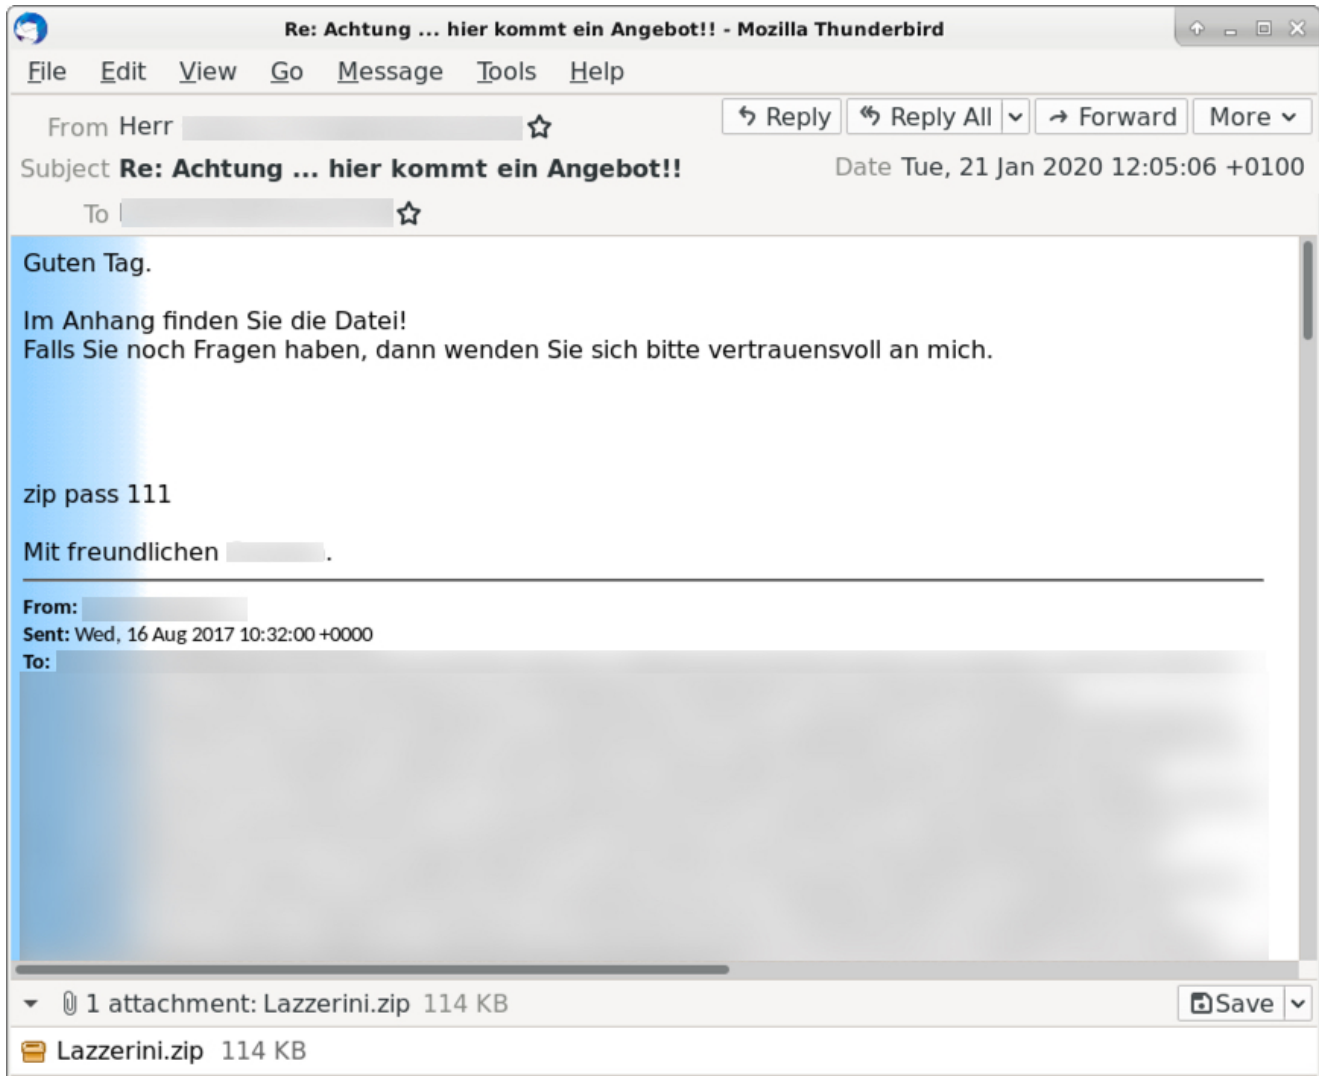 Re: Achtung ... hier kommt ein Angebot!! - Mozilla Thunderbird
File Edit View Go Message Tools Help
From Herr
Reply Reply All Forward More
Subject Re: Achtung ... hier kommt ein Angebot!!
Date Tue, 21 Jan 2020 12:05:06 +0100
To
Guten Tag.
Im Anhang finden Sie die Datei!
Falls Sie noch Fragen haben, dann wenden Sie sich bitte vertrauensvoll an mich.
zip pass 111
Mit freundlichen .
From:
Sent: Wed, 16 Aug 2017 10:32:00 +0000
To:
1 attachment: Lazzerini.zip 114 KB
Save
Lazzerini.zip 114 KB